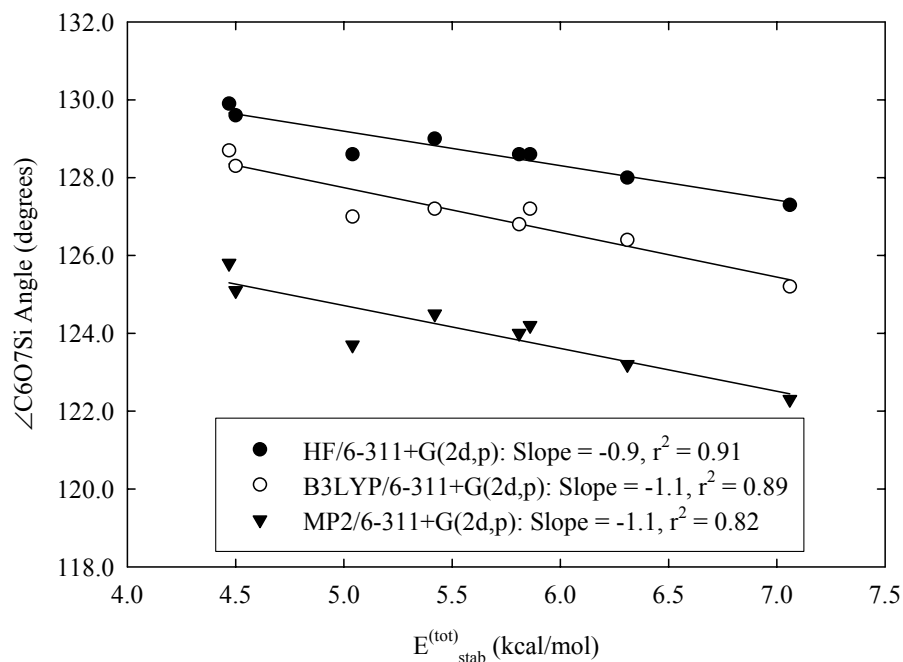 132.0
130.0
128.0
126.0
124.0
122.0
120.0
118.0
∠C6O7Si Angle (degrees)
HF/6-311+G(2d,p): Slope = -0.9, r² = 0.91
B3LYP/6-311+G(2d,p): Slope = -1.1, r² = 0.89
MP2/6-311+G(2d,p): Slope = -1.1, r² = 0.82
4.0 4.5 5.0 5.5 6.0 6.5 7.0 7.5
E^(tot)_stab (kcal/mol)